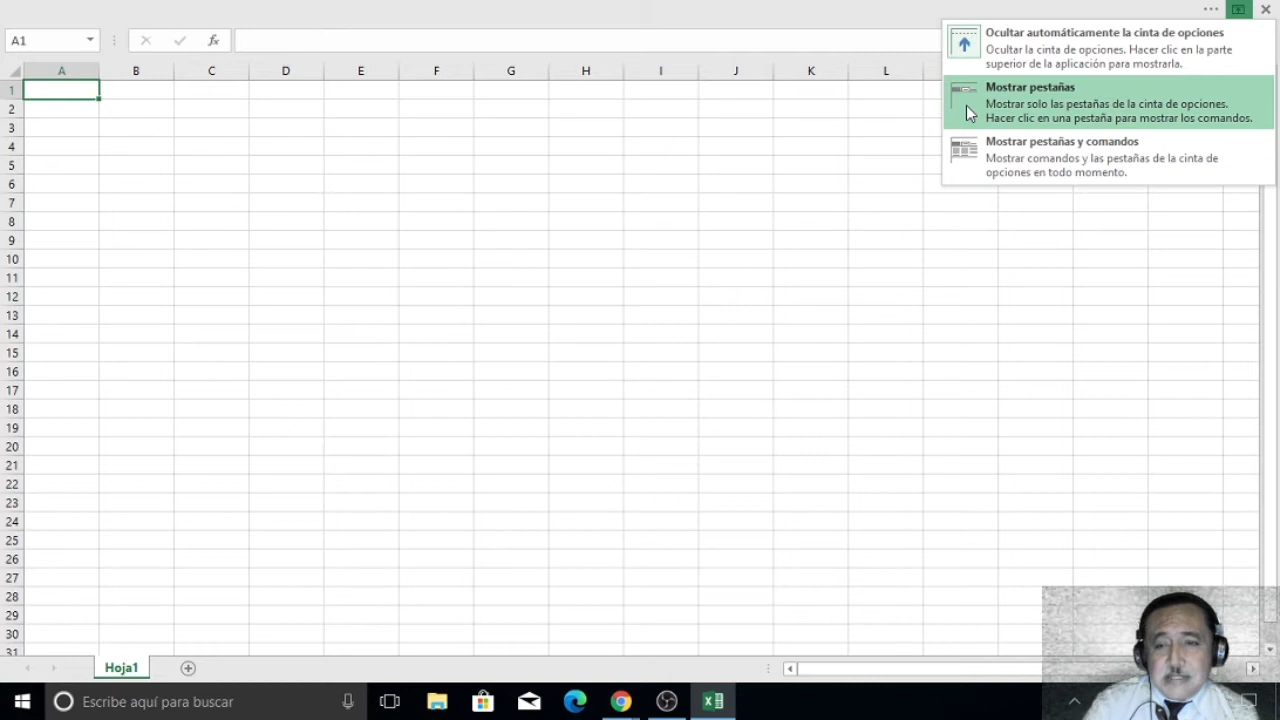 A1
fx
Ocultar automáticamente la cinta de opciones
Ocultar la cinta de opciones. Hacer clic en la parte
superior de la aplicación para mostrarla.
Mostrar pestañas
Mostrar solo las pestañas de la cinta de opciones.
Hacer clic en una pestaña para mostrar los comandos.
Mostrar pestañas y comandos
Mostrar comandos y las pestañas de la cinta de
opciones en todo momento.
A B C D E F G H I J K L
1
2
3
4
5
6
7
8
9
10
11
12
13
14
15
16
17
18
19
20
21
22
23
24
25
26
27
28
29
30
31
Hoja1
Escribe aquí para buscar